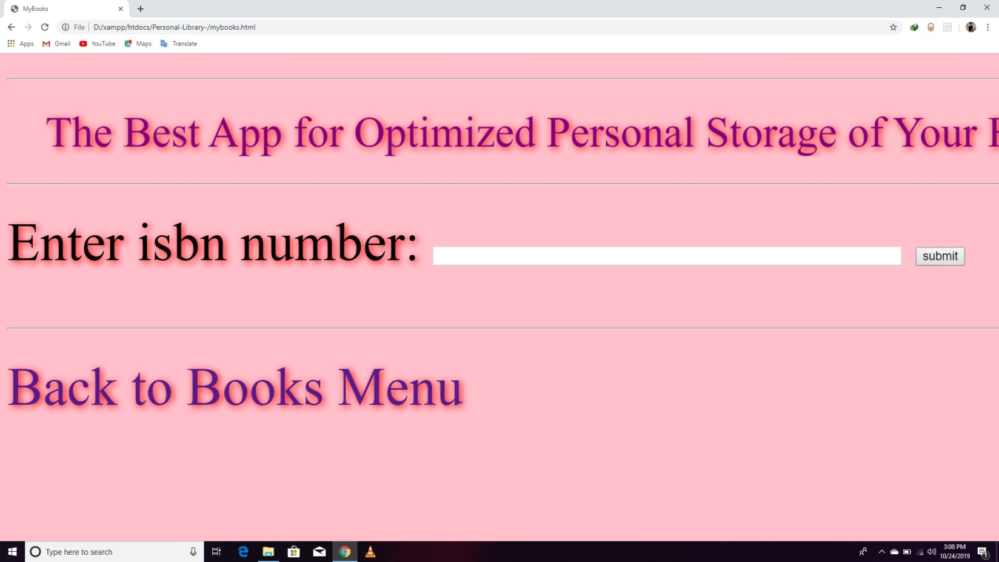 MyBooks
File
D:/xampp/htdocs/Personal-Library-/mybooks.html
Apps Gmail YouTube Maps Translate
The Best App for Optimized Personal Storage of Your
Enter isbn number: submit
Back to Books Menu
Type here to search
3:08 PM
10/24/2019
1